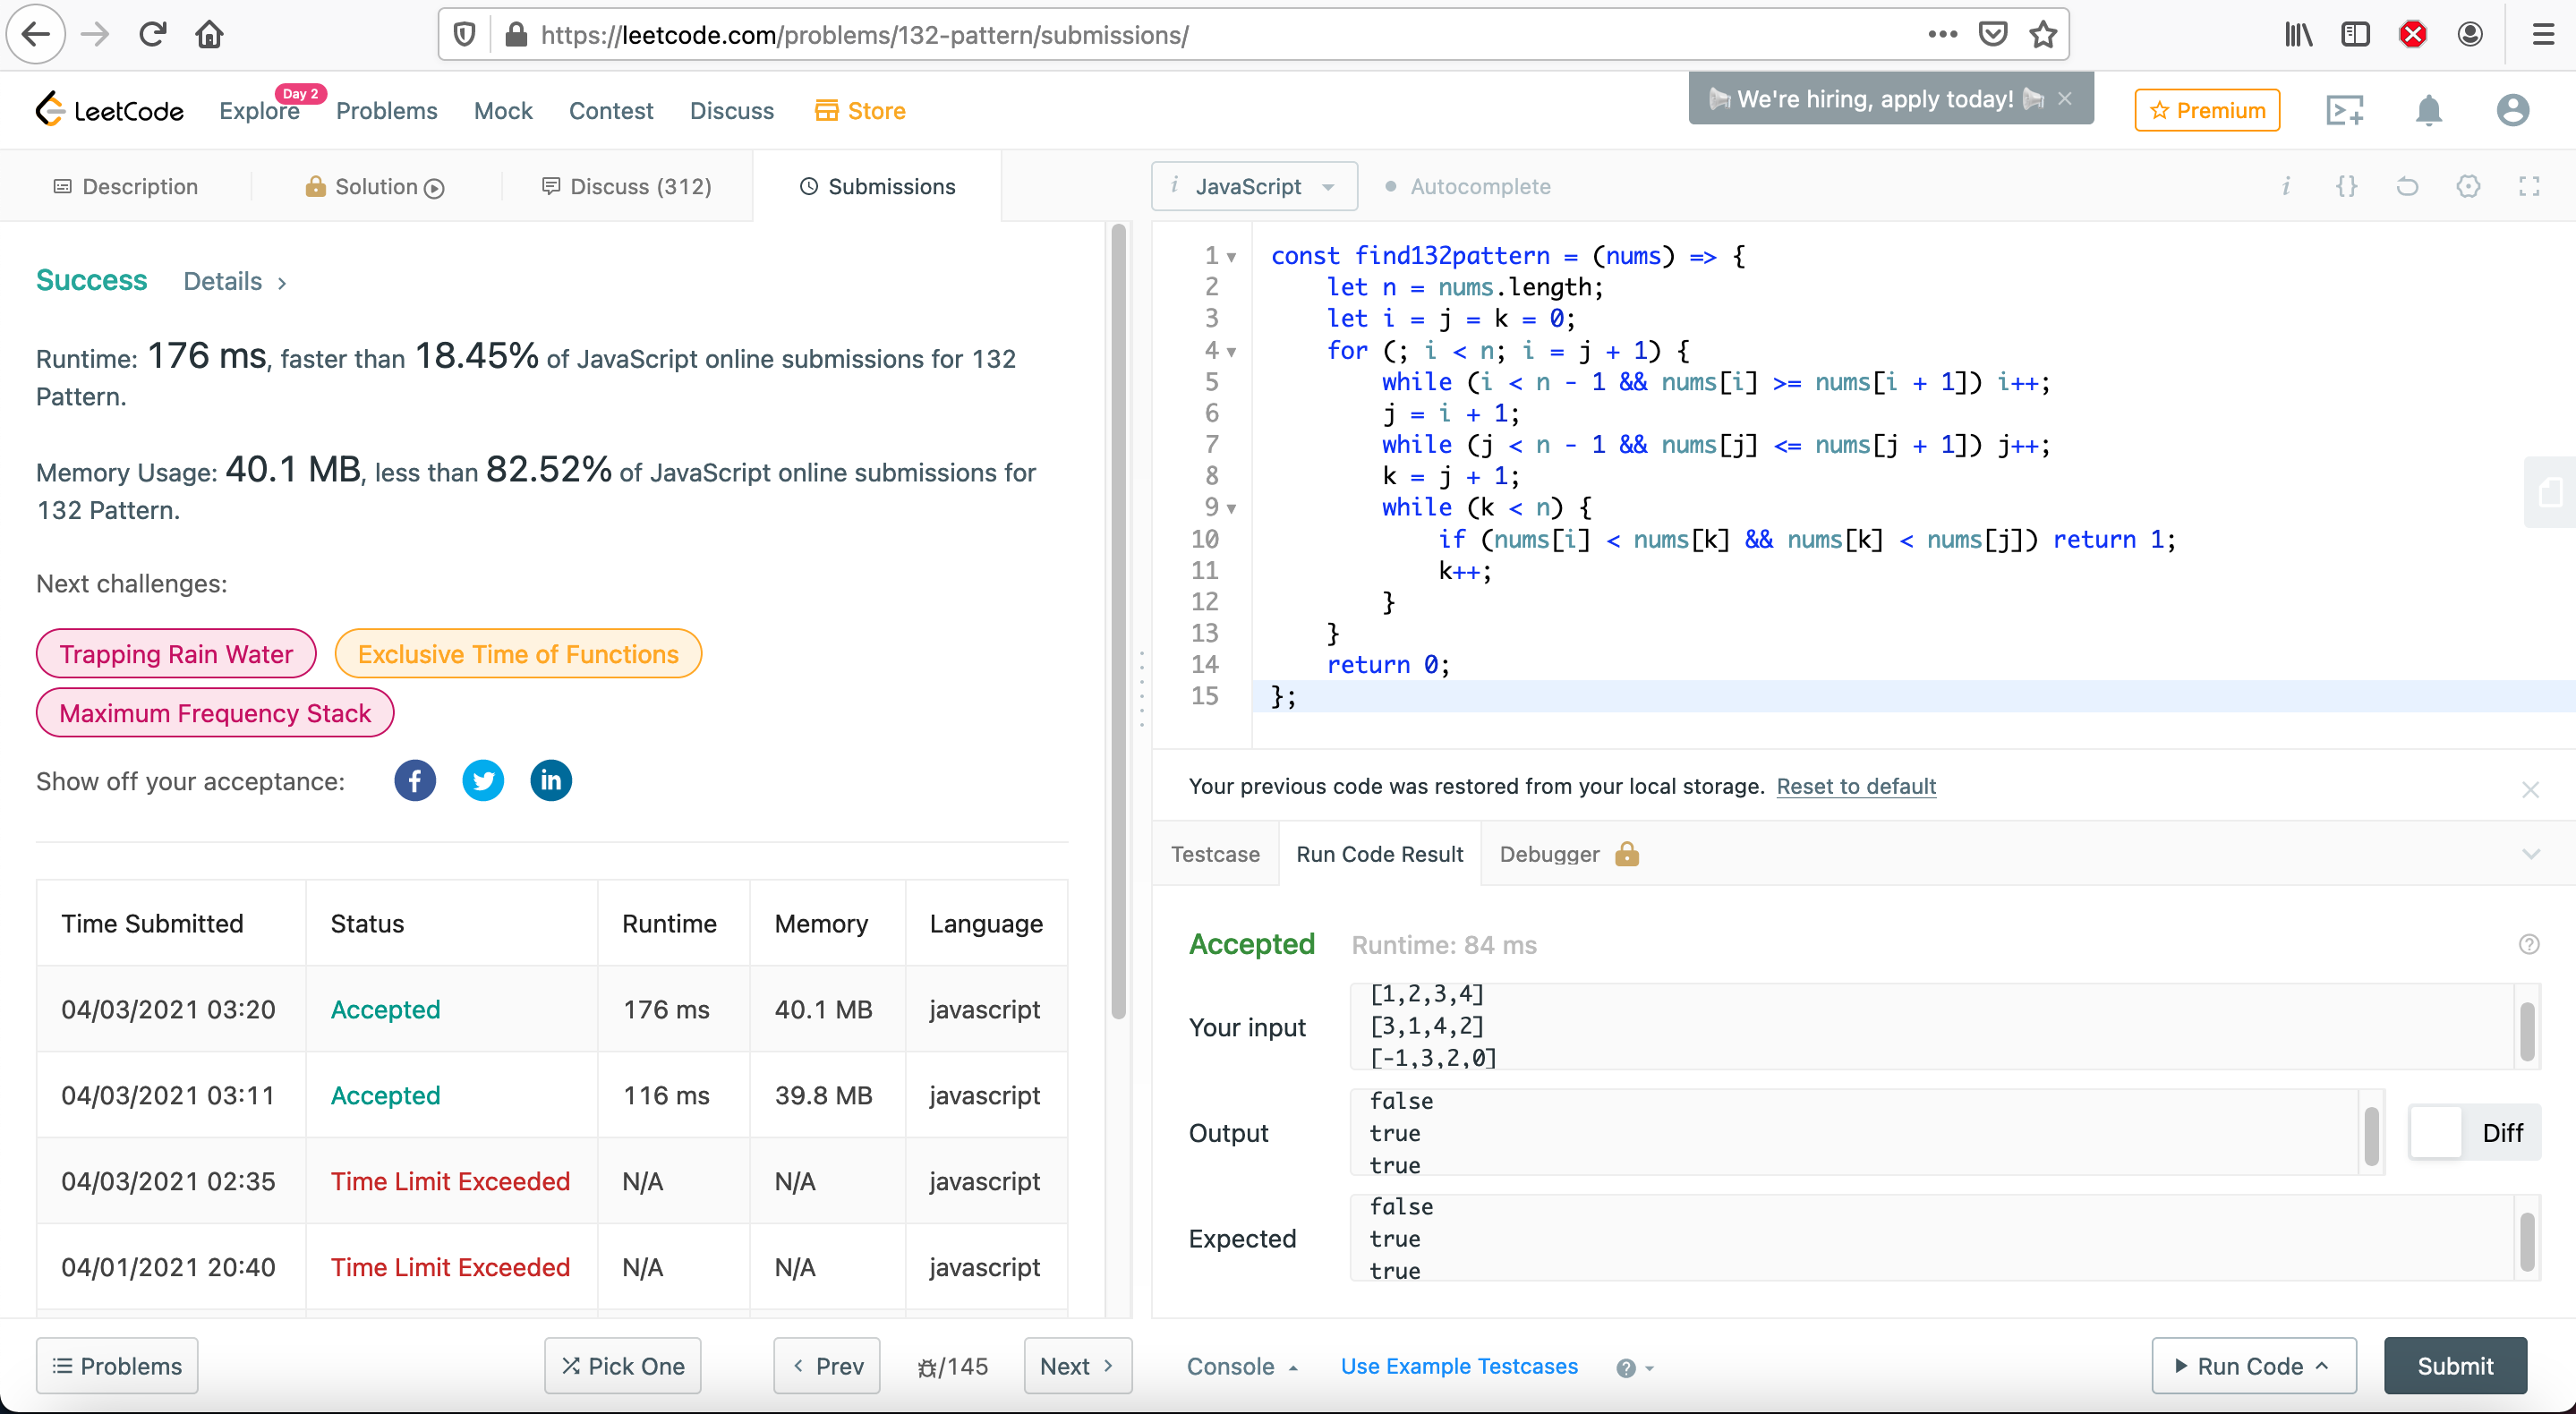 https://leetcode.com/problems/132-pattern/submissions/
LeetCode
Explore
Day 2
Problems
Mock
Contest
Discuss
Store
We're hiring, apply today!
Premium
Description
Solution
Discuss (312)
Submissions
Success Details >
Runtime: 176 ms, faster than 18.45% of JavaScript online submissions for 132
Pattern.
Memory Usage: 40.1 MB, less than 82.52% of JavaScript online submissions for
132 Pattern.
Next challenges:
Trapping Rain Water
Exclusive Time of Functions
Maximum Frequency Stack
Show off your acceptance:
Time Submitted Status Runtime Memory Language
04/03/2021 03:20 Accepted 176 ms 40.1 MB javascript
04/03/2021 03:11 Accepted 116 ms 39.8 MB javascript
04/03/2021 02:35 Time Limit Exceeded N/A N/A javascript
04/01/2021 20:40 Time Limit Exceeded N/A N/A javascript
Problems
Pick One
< Prev
/145
Next >
JavaScript
Autocomplete
1 const find132pattern = (nums) => {
2     let n = nums.length;
3     let i = j = k = 0;
4     for (; i < n; i = j + 1) {
5         while (i < n - 1 && nums[i] >= nums[i + 1]) i++;
6         j = i + 1;
7         while (j < n - 1 && nums[j] <= nums[j + 1]) j++;
8         k = j + 1;
9         while (k < n) {
10             if (nums[i] < nums[k] && nums[k] < nums[j]) return 1;
11             k++;
12         }
13     }
14     return 0;
15 };
Your previous code was restored from your local storage. Reset to default
Testcase
Run Code Result
Debugger
Accepted Runtime: 84 ms
Your input
[1,2,3,4]
[3,1,4,2]
[-1,3,2,0]
Output
false
true
true
Diff
Expected
false
true
true
Console
Use Example Testcases
Run Code
Submit